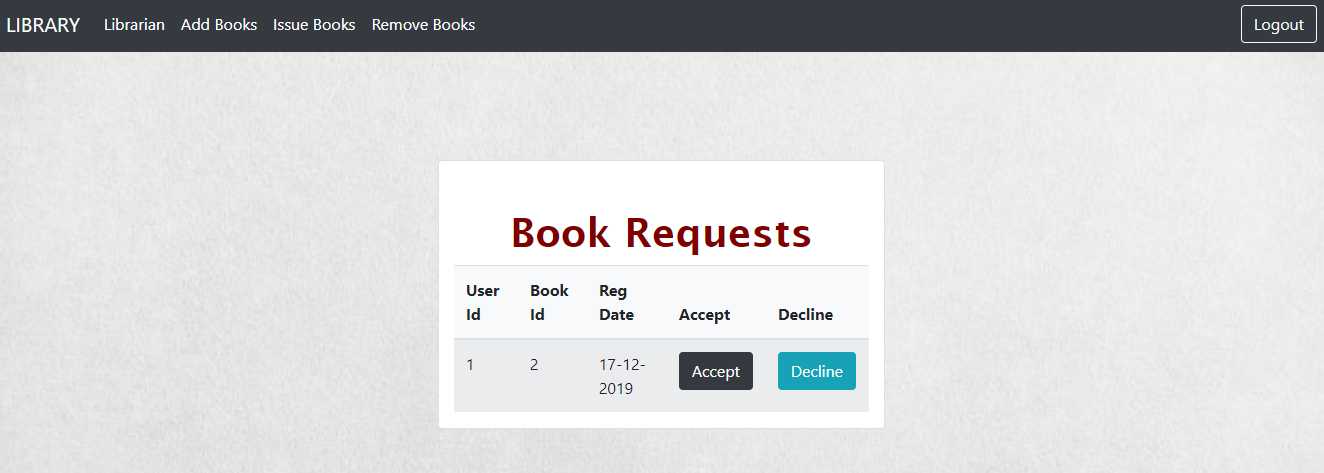 LIBRARY Librarian Add Books Issue Books Remove Books Logout
Book Requests
User Id Book Id Reg Date Accept Decline
1 2 17-12-2019 Accept Decline